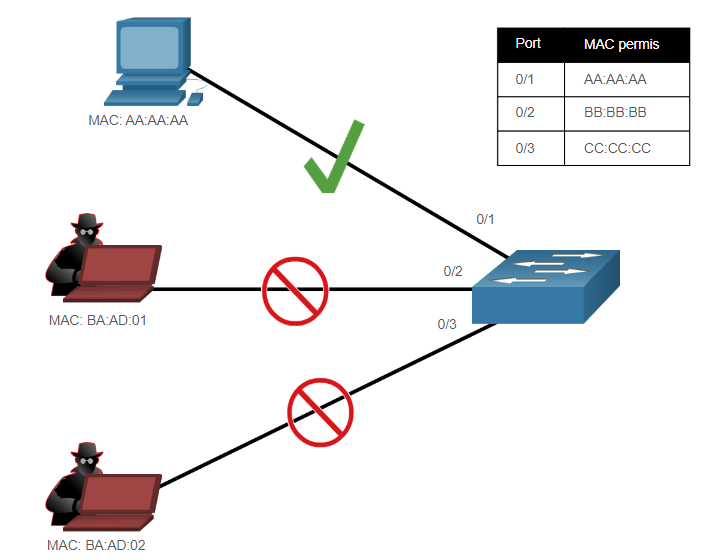 Port MAC permis
0/1 AA:AA:AA
0/2 BB:BB:BB
0/3 CC:CC:CC
MAC: AA:AA:AA
0/1
0/2
MAC: BA:AD:01
0/3
MAC: BA:AD:02